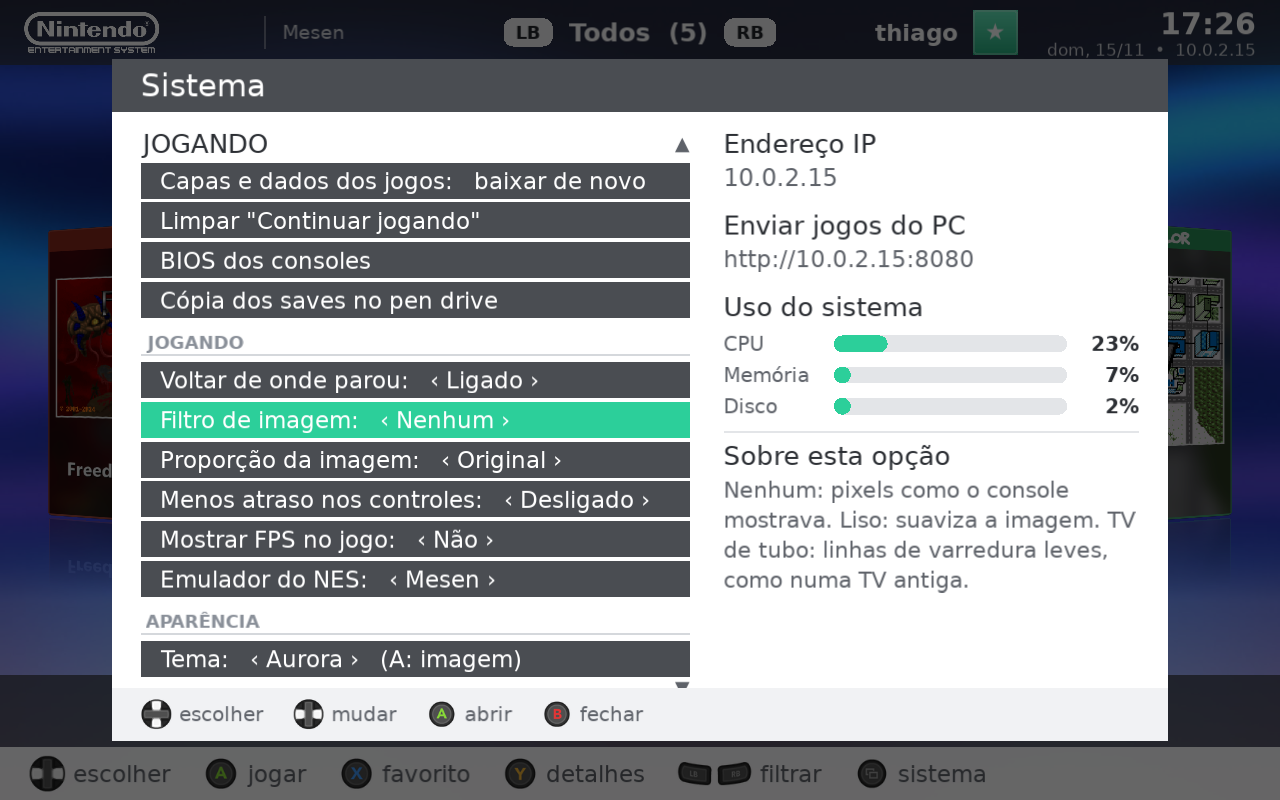 Nintendo
ENTERTAINMENT SYSTEM
Mesen
LB Todos (5) RB
thiago
17:26
dom, 15/11 • 10.0.2.15
Sistema
JOGANDO
Capas e dados dos jogos: baixar de novo
Limpar "Continuar jogando"
BIOS dos consoles
Cópia dos saves no pen drive
JOGANDO
Voltar de onde parou: ‹ Ligado ›
Filtro de imagem: ‹ Nenhum ›
Proporção da imagem: ‹ Original ›
Menos atraso nos controles: ‹ Desligado ›
Mostrar FPS no jogo: ‹ Não ›
Emulador do NES: ‹ Mesen ›
APARÊNCIA
Tema: ‹ Aurora › (A: imagem)
Endereço IP
10.0.2.15
Enviar jogos do PC
http://10.0.2.15:8080
Uso do sistema
CPU 23%
Memória 7%
Disco 2%
Sobre esta opção
Nenhum: pixels como o console
mostrava. Liso: suaviza a imagem. TV
de tubo: linhas de varredura leves,
como numa TV antiga.
Freed
LOR
escolher mudar A abrir B fechar
escolher A jogar X favorito Y detalhes LB RB filtrar sistema